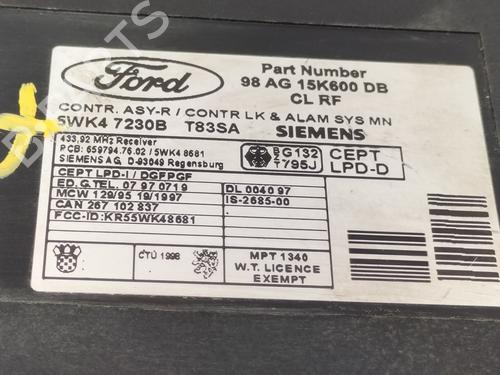 Ford
Part Number
98 AG 15K600 DB
CL RF
CONTR. ASY-R / CONTR LK & ALAM SYS MN
5WK4 7230B T83SA SIEMENS
433,92 MHz Receiver
PCB: 659794.76.02 / 5WK4 8681
SIEMENS AG, D-93049 Regensburg
BG132
T795J
CEPT
LPD-D
CEPT LPD-I / DGFPGF
ED. G. TEL. 07 97 0719
MCW 129/95 19/1997
CAN 267 102 837
FCC-ID: KR55WK48681
DL 0040 97
IS-2685-00
CTÚ 1998
MPT 1340
W.T. LICENCE
EXEMPT